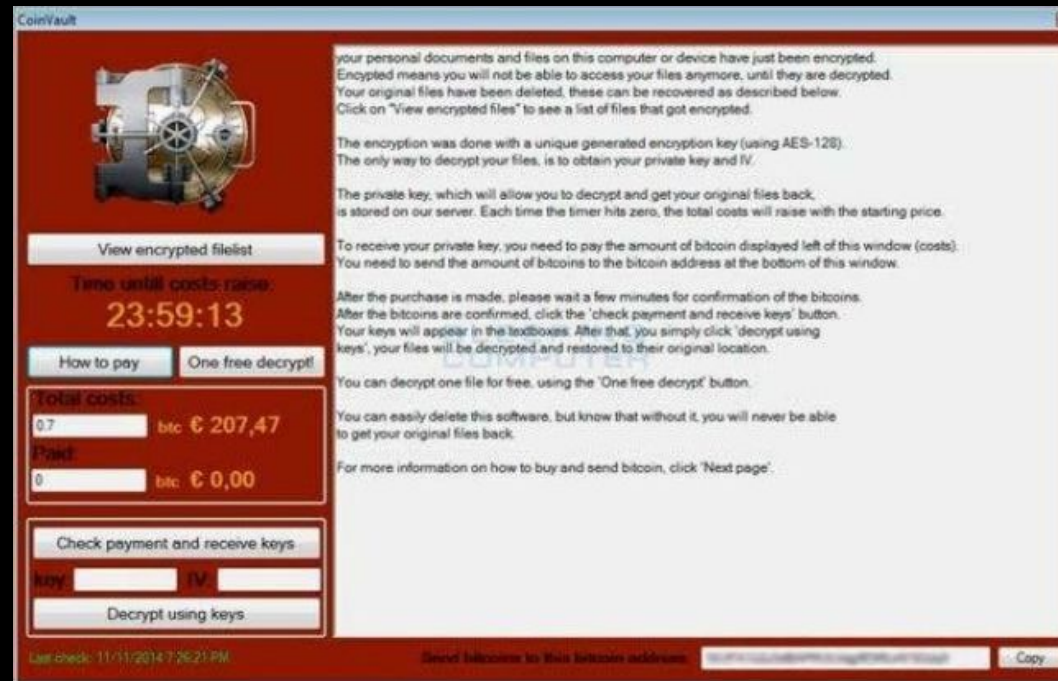 CoinVault
your personal documents and files on this computer or device have just been encrypted.
Encypted means you will not be able to access your files anymore, until they are decrypted.
Your original files have been deleted, these can be recovered as described below.
Click on "View encrypted files" to see a list of files that got encrypted.
The encryption was done with a unique generated encryption key (using AES-128).
The only way to decrypt your files, is to obtain your private key and IV.
The private key, which will allow you to decrypt and get your original files back,
is stored on our server. Each time the timer hits zero, the total costs will raise with the starting price.
To receive your private key, you need to pay the amount of bitcoin displayed left of this window (costs).
You need to send the amount of bitcoins to the bitcoin address at the bottom of this window.
After the purchase is made, please wait a few minutes for confirmation of the bitcoins.
After the bitcoins are confirmed, click the 'check payment and receive keys' button.
Your keys will appear in the textboxes. After that, you simply click 'decrypt using
keys', your files will be decrypted and restored to their original location.
COMPUTER
You can decrypt one file for free, using the 'One free decrypt' button.
You can easily delete this software, but know that without it, you will never be able
to get your original files back.
For more information on how to buy and send bitcoin, click 'Next page'.
View encrypted filelist
Time untill costs raise:
23:59:13
How to pay
One free decrypt!
Total costs:
0.7 btc € 207,47
Paid:
0 btc € 0,00
Check payment and receive keys
key: IV:
Decrypt using keys
Last check: 11/11/2014 7:26:21 PM
Send bitcoins to this bitcoin address:
Copy